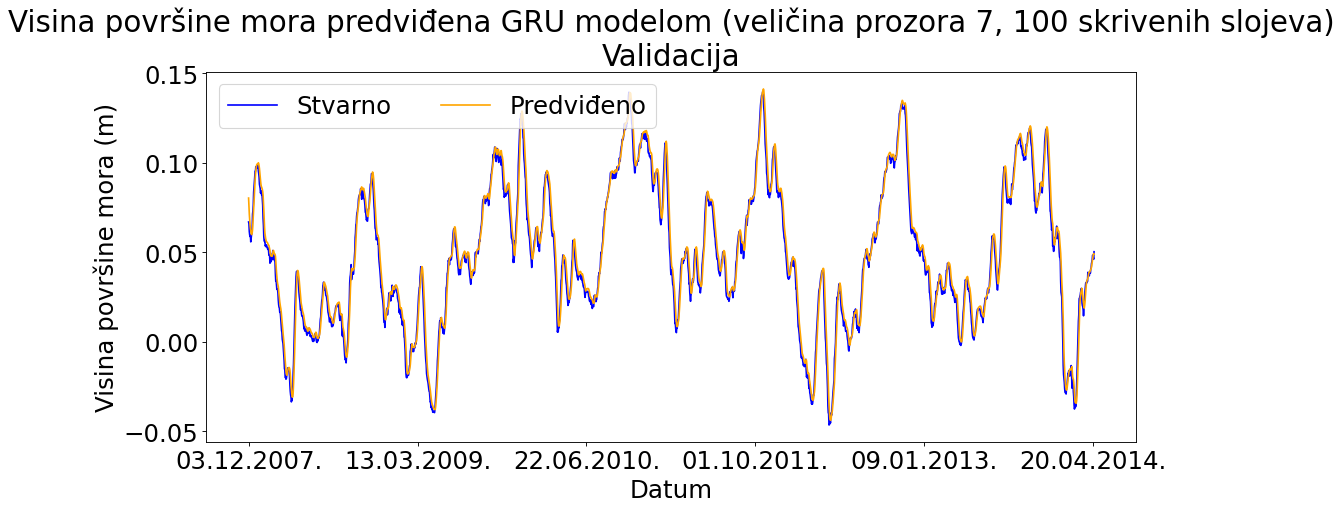 Visina površine mora predviđena GRU modelom (veličina prozora 7, 100 skrivenih slojeva)
Validacija
Stvarno
Predviđeno
Visina površine mora (m)
0.15
0.10
0.05
0.00
−0.05
03.12.2007.
13.03.2009.
22.06.2010.
01.10.2011.
09.01.2013.
20.04.2014.
Datum